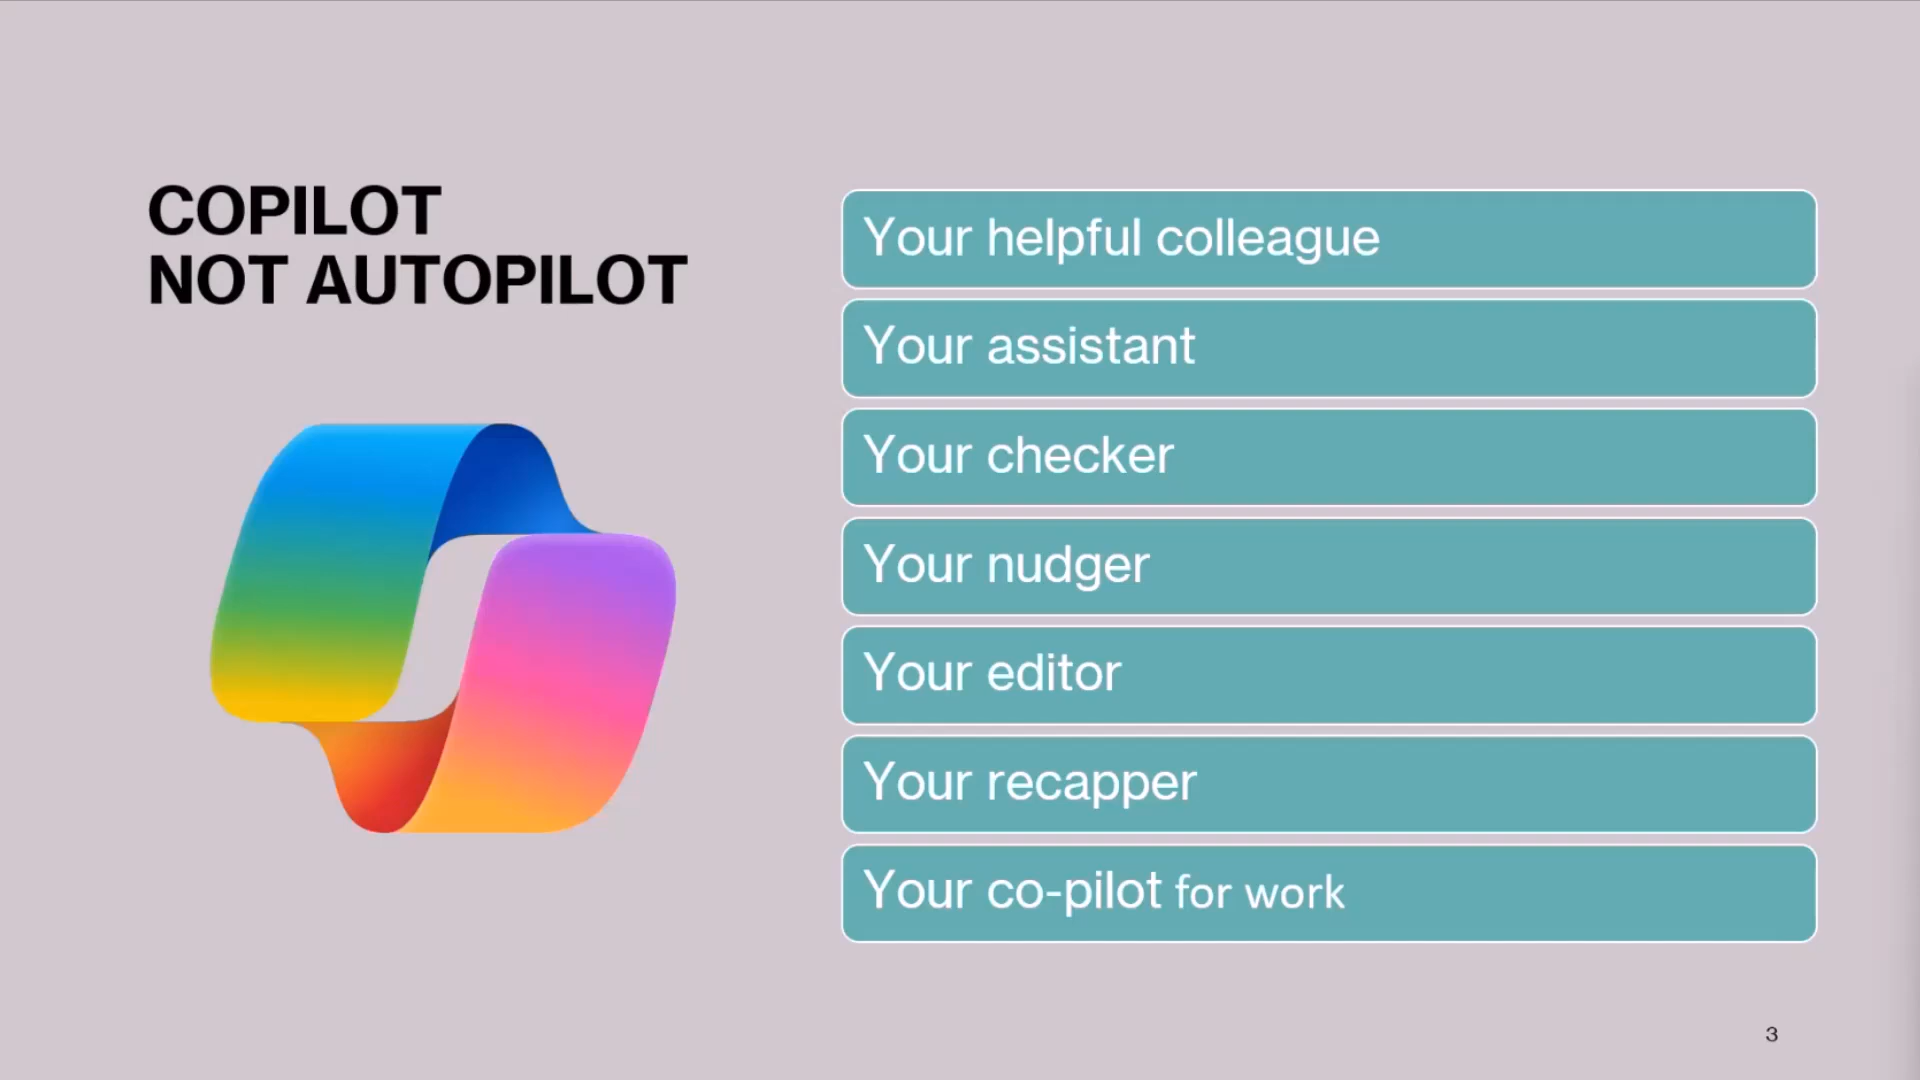 COPILOT
NOT AUTOPILOT
Your helpful colleague
Your assistant
Your checker
Your nudger
Your editor
Your recapper
Your co-pilot for work
3